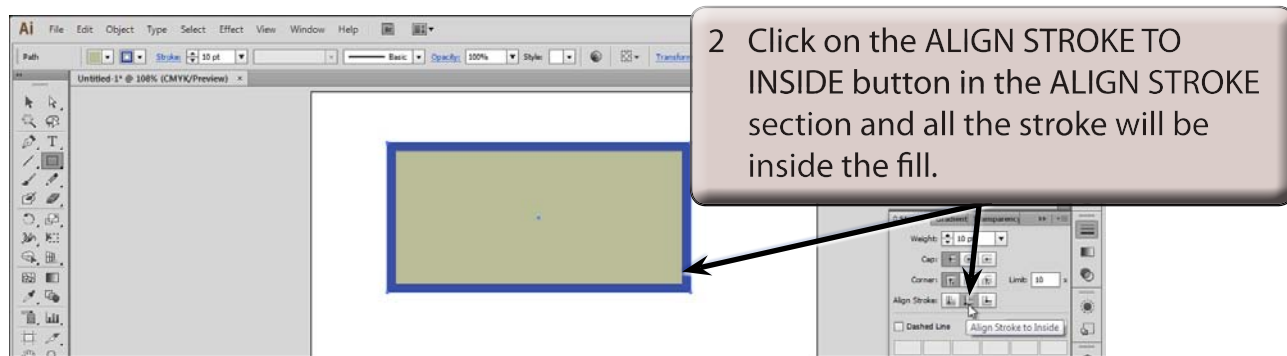 Ai File Edit Object Type Select Effect View Window Help Br
Path Stroke: 10 pt Basic Opacity: 100% Style: Transform
Untitled-1* @ 108% (CMYK/Preview) ×
2 Click on the ALIGN STROKE TO
INSIDE button in the ALIGN STROKE
section and all the stroke will be
inside the fill.
Gradient Transparency
Weight: 10 pt
Cap:
Corner: Limit: 10 x
Align Stroke:
Dashed Line Align Stroke to Inside